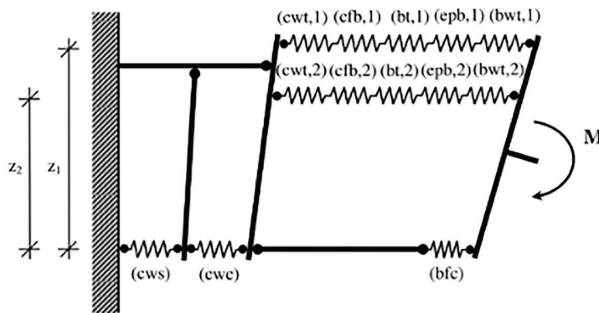 (cwt,1) (cfb,1) (bt,1) (epb,1) (bwt,1)
(cwt,2) (cfb,2) (bt,2) (epb,2) (bwt,2)
M
z₂ z₁
(cws) (cwc) (bfc)